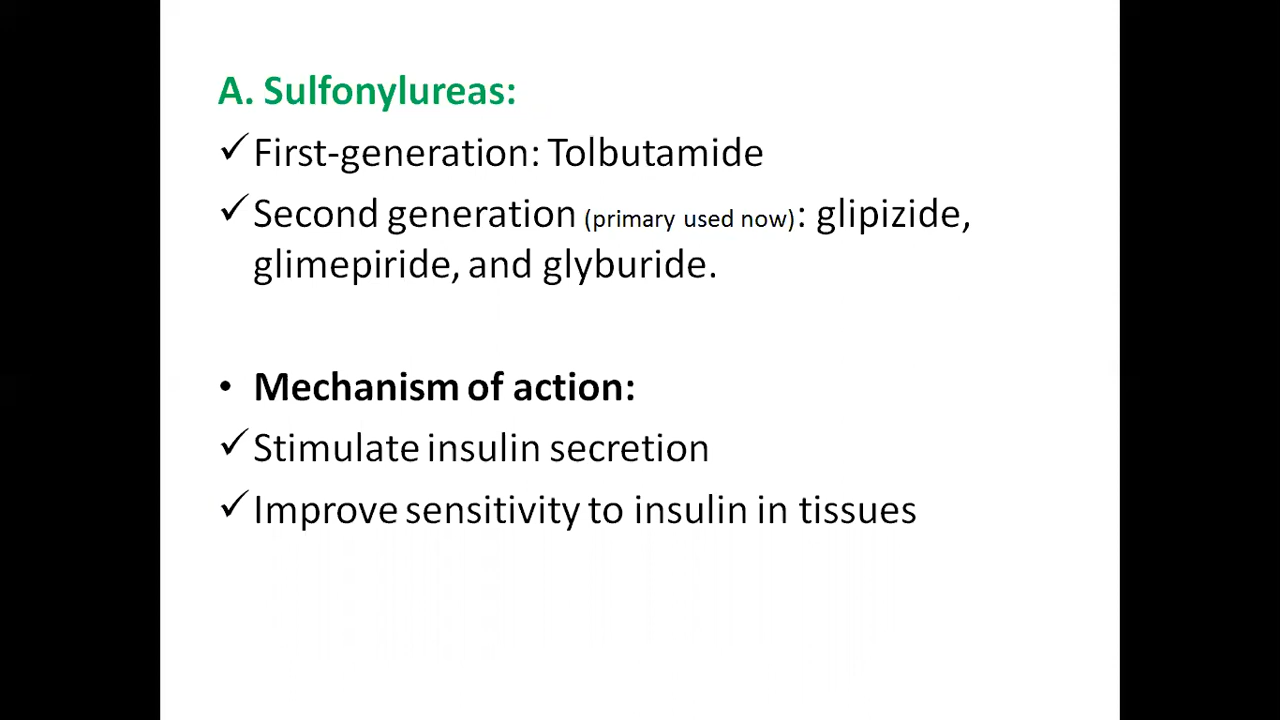 A. Sulfonylureas:
✓First-generation: Tolbutamide
✓Second generation (primary used now): glipizide,
glimepiride, and glyburide.
• Mechanism of action:
✓Stimulate insulin secretion
✓Improve sensitivity to insulin in tissues